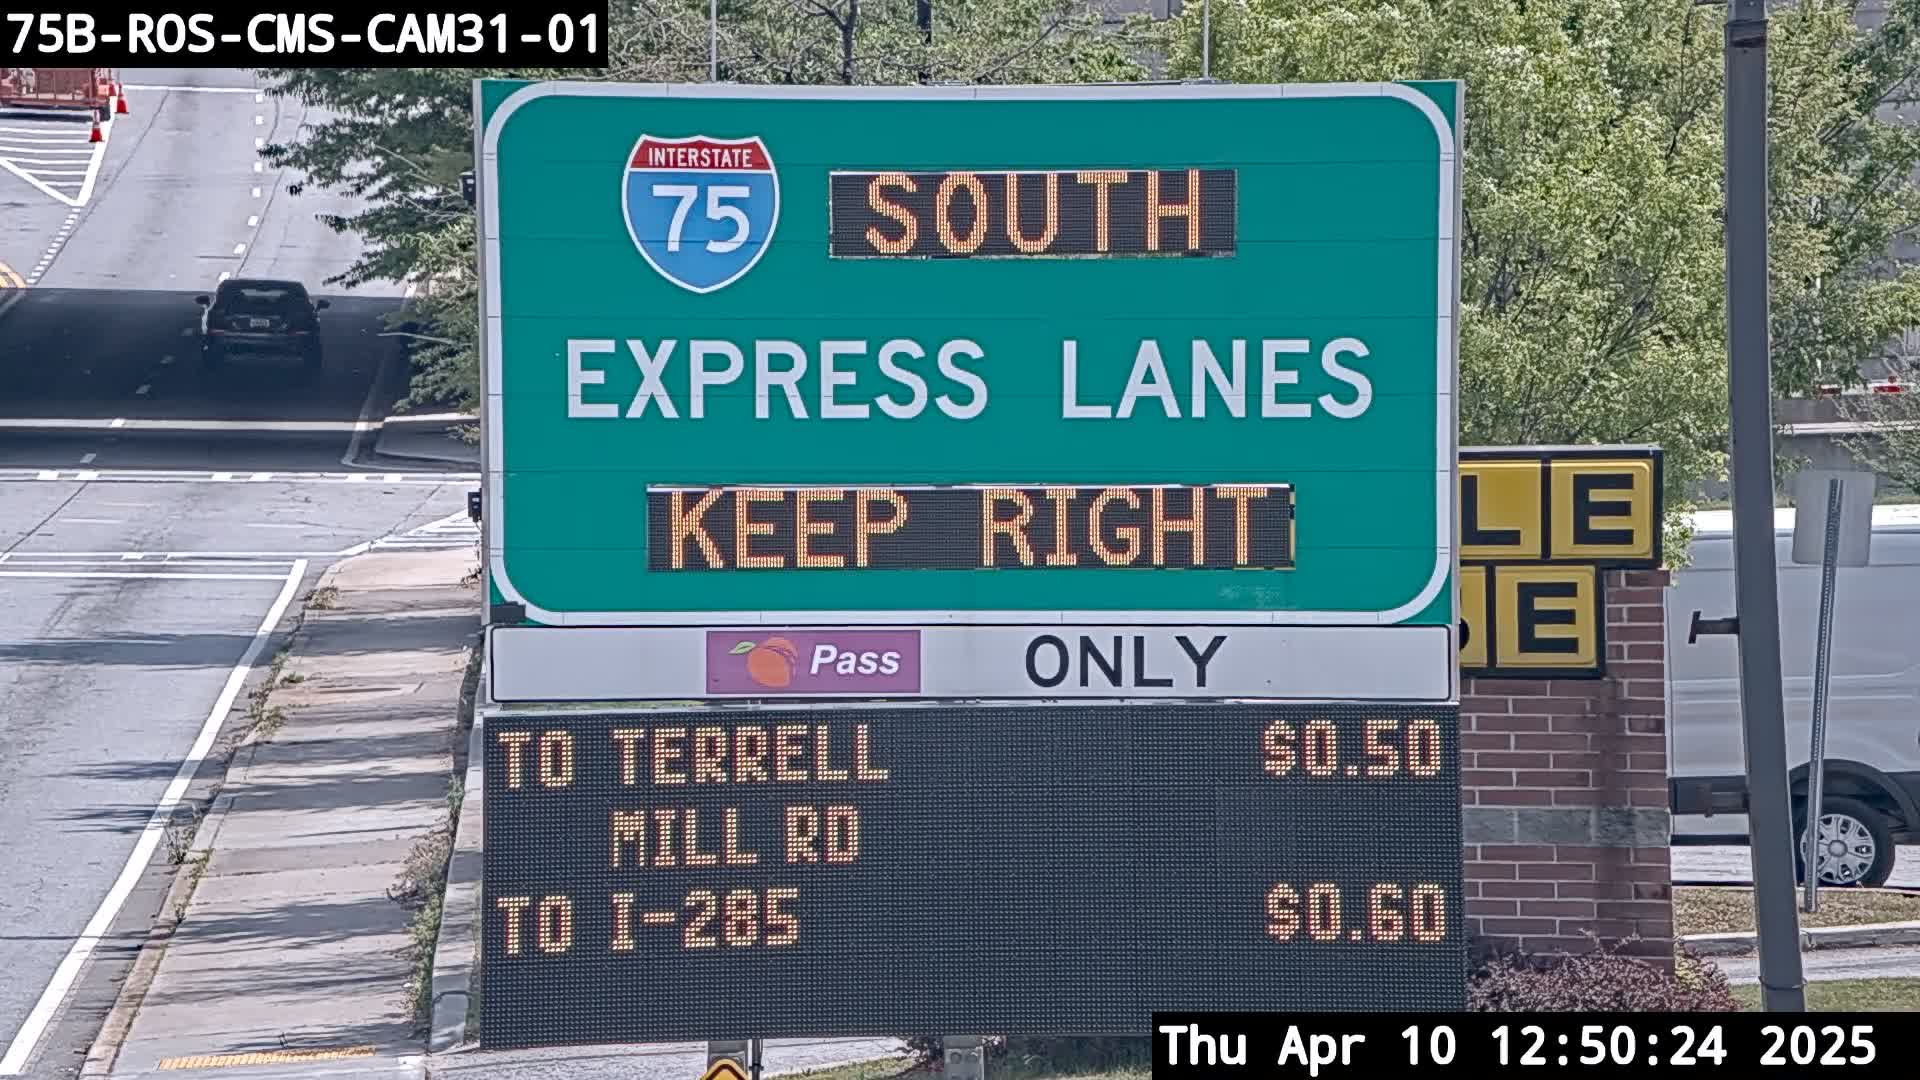 75B-ROS-CMS-CAM31-01
INTERSTATE
75
SOUTH
EXPRESS LANES
KEEP RIGHT
Pass ONLY
TO TERRELL $0.50
MILL RD
TO I-285 $0.60
LE
E
Thu Apr 10 12:50:24 2025